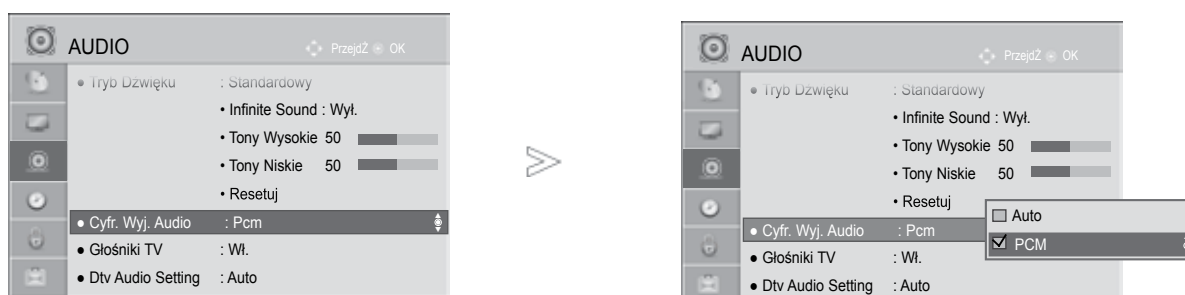 AUDIO
PrzejdŹ OK
• Tryb Dźwięku : Standardowy
• Infinite Sound : Wył.
• Tony Wysokie 50
• Tony Niskie 50
• Resetuj
• Cyfr. Wyj. Audio : Pcm
• Głośniki TV : Wł.
• Dtv Audio Setting : Auto
AUDIO
PrzejdŹ OK
• Tryb Dźwięku : Standardowy
• Infinite Sound : Wył.
• Tony Wysokie 50
• Tony Niskie 50
• Resetuj
• Cyfr. Wyj. Audio : Pcm
• Głośniki TV : Wł.
• Dtv Audio Setting : Auto
Auto
PCM